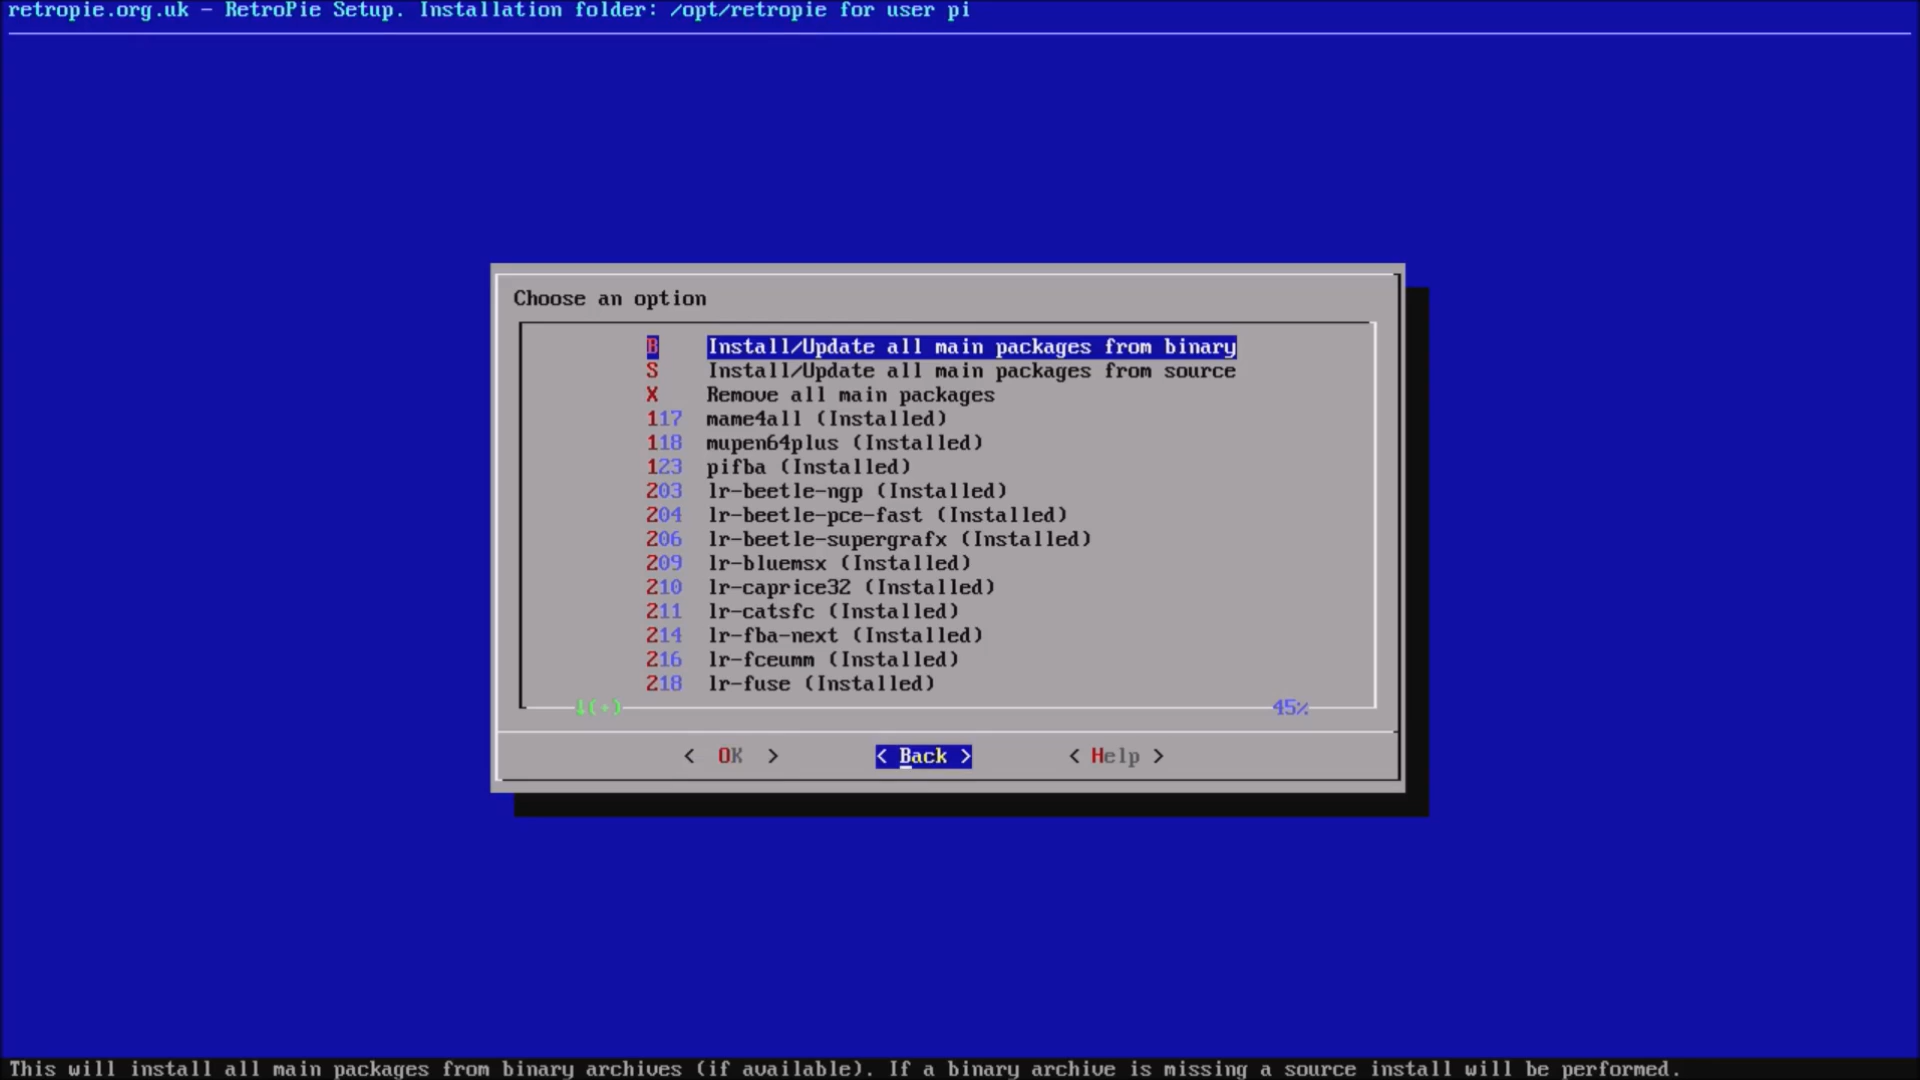 retropie.org.uk - RetroPie Setup. Installation folder: /opt/retropie for user pi
Choose an option
B Install/Update all main packages from binary
S Install/Update all main packages from source
X Remove all main packages
117 mame4all (Installed)
118 mupen64plus (Installed)
123 pifba (Installed)
203 lr-beetle-ngp (Installed)
204 lr-beetle-pce-fast (Installed)
206 lr-beetle-supergrafx (Installed)
209 lr-bluemsx (Installed)
210 lr-caprice32 (Installed)
211 lr-catsfc (Installed)
214 lr-fba-next (Installed)
216 lr-fceumm (Installed)
218 lr-fuse (Installed)
↓(+) 45%
< OK > < Back > < Help >
This will install all main packages from binary archives (if available). If a binary archive is missing a source install will be performed.